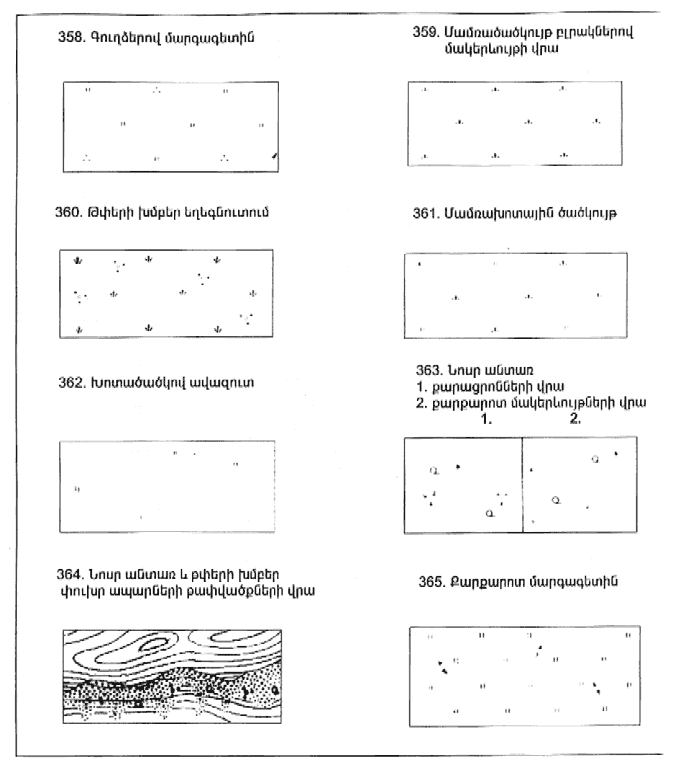 358. Գուղձերով մարգագետին
359. Մամռածածկույթ բլրակներով
մակերևույթի վրա
360. Թփերի խմբեր եղեգնուտում
361. Մամռախոտային ծածկույթ
362. Խոտածածկով ավազուտ
363. Նոսր անտառ
1. քարացրոնների վրա
2. քարքարոտ մակերևույթների վրա
1. 2.
364. Նոսր անտառ և թփերի խմբեր
փուխր ապարների թափվածքների վրա
365. Քարքարոտ մարգագետին